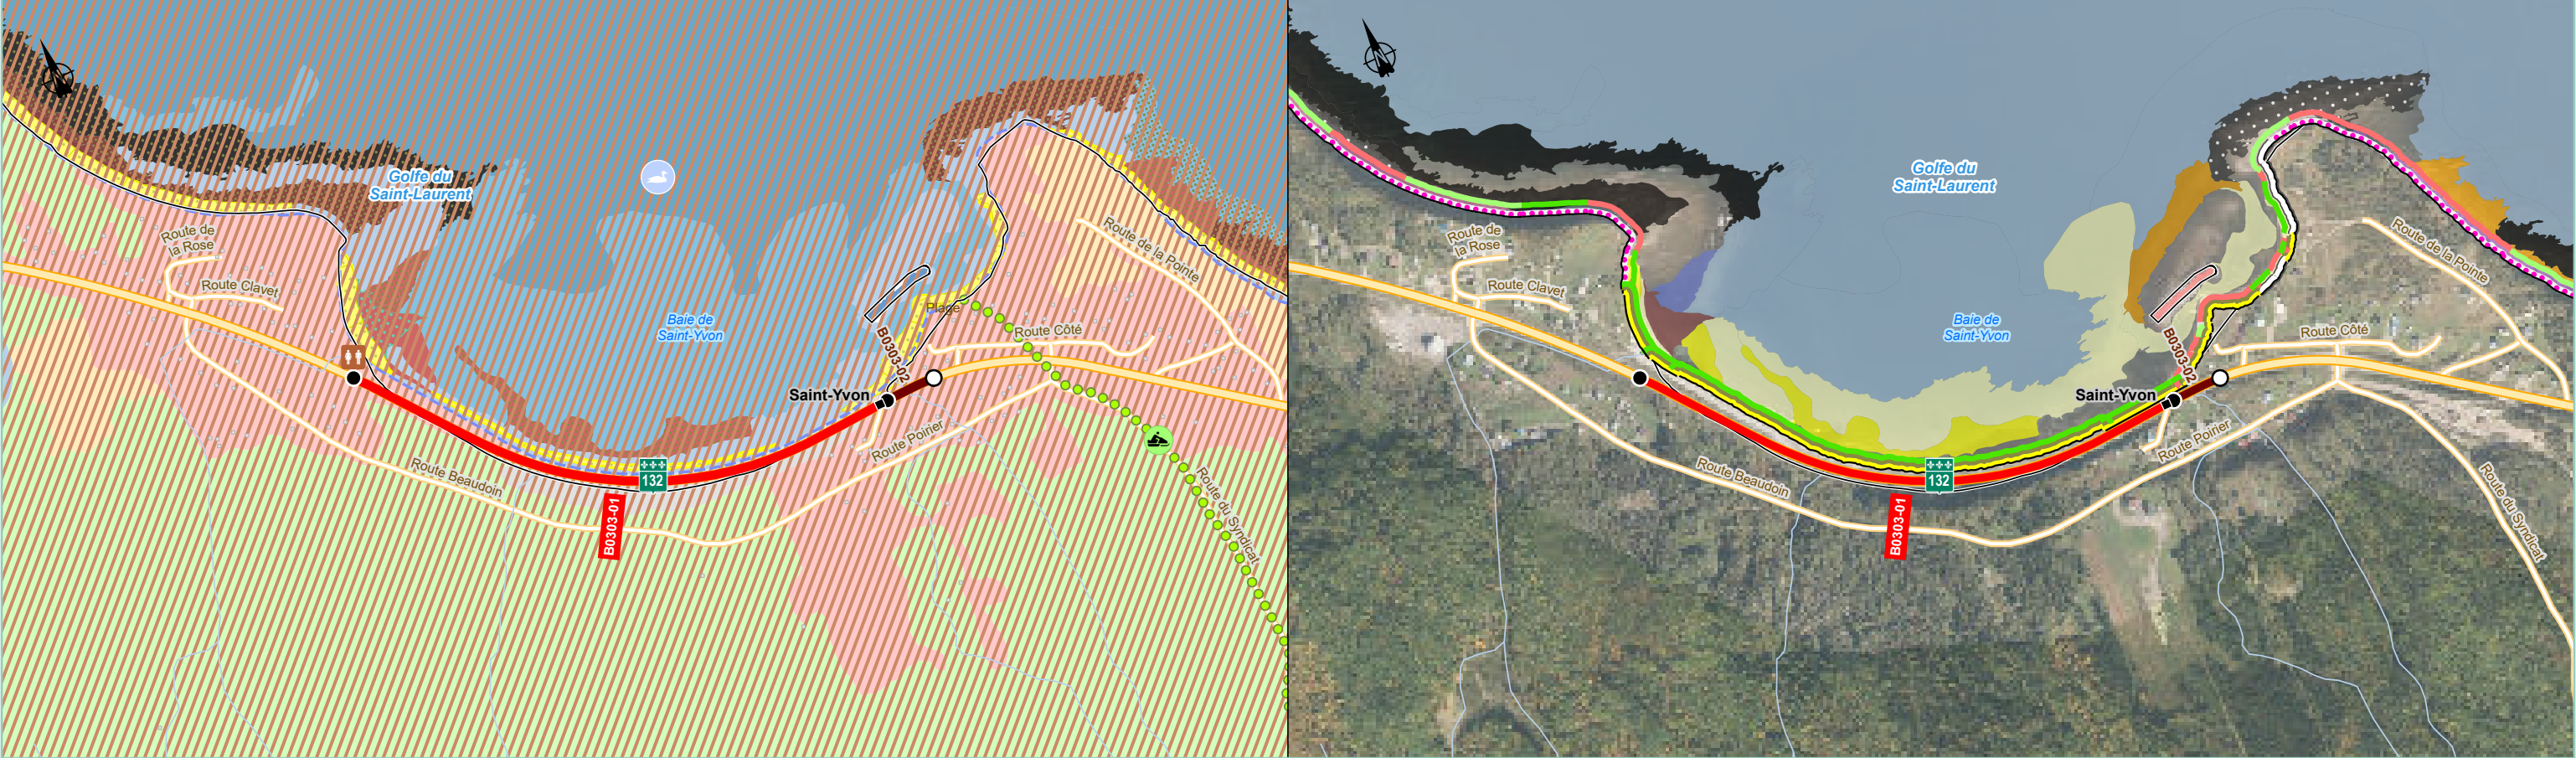 Golfe du
Saint-Laurent
Route de
la Rose
Route Clavet
Route de la Pointe
Plage
Baie de
Saint-Yvon
Route Côté
B0303-02
Saint-Yvon
Route Poirier
Route Beaudoin
132
B0303-01
Route du Syndicat
Golfe du
Saint-Laurent
Route de
la Rose
Route Clavet
Route de la Pointe
Baie de
Saint-Yvon
Route Côté
B0303-02
Saint-Yvon
Route Poirier
Route Beaudoin
132
B0303-01
Route du Syndicat